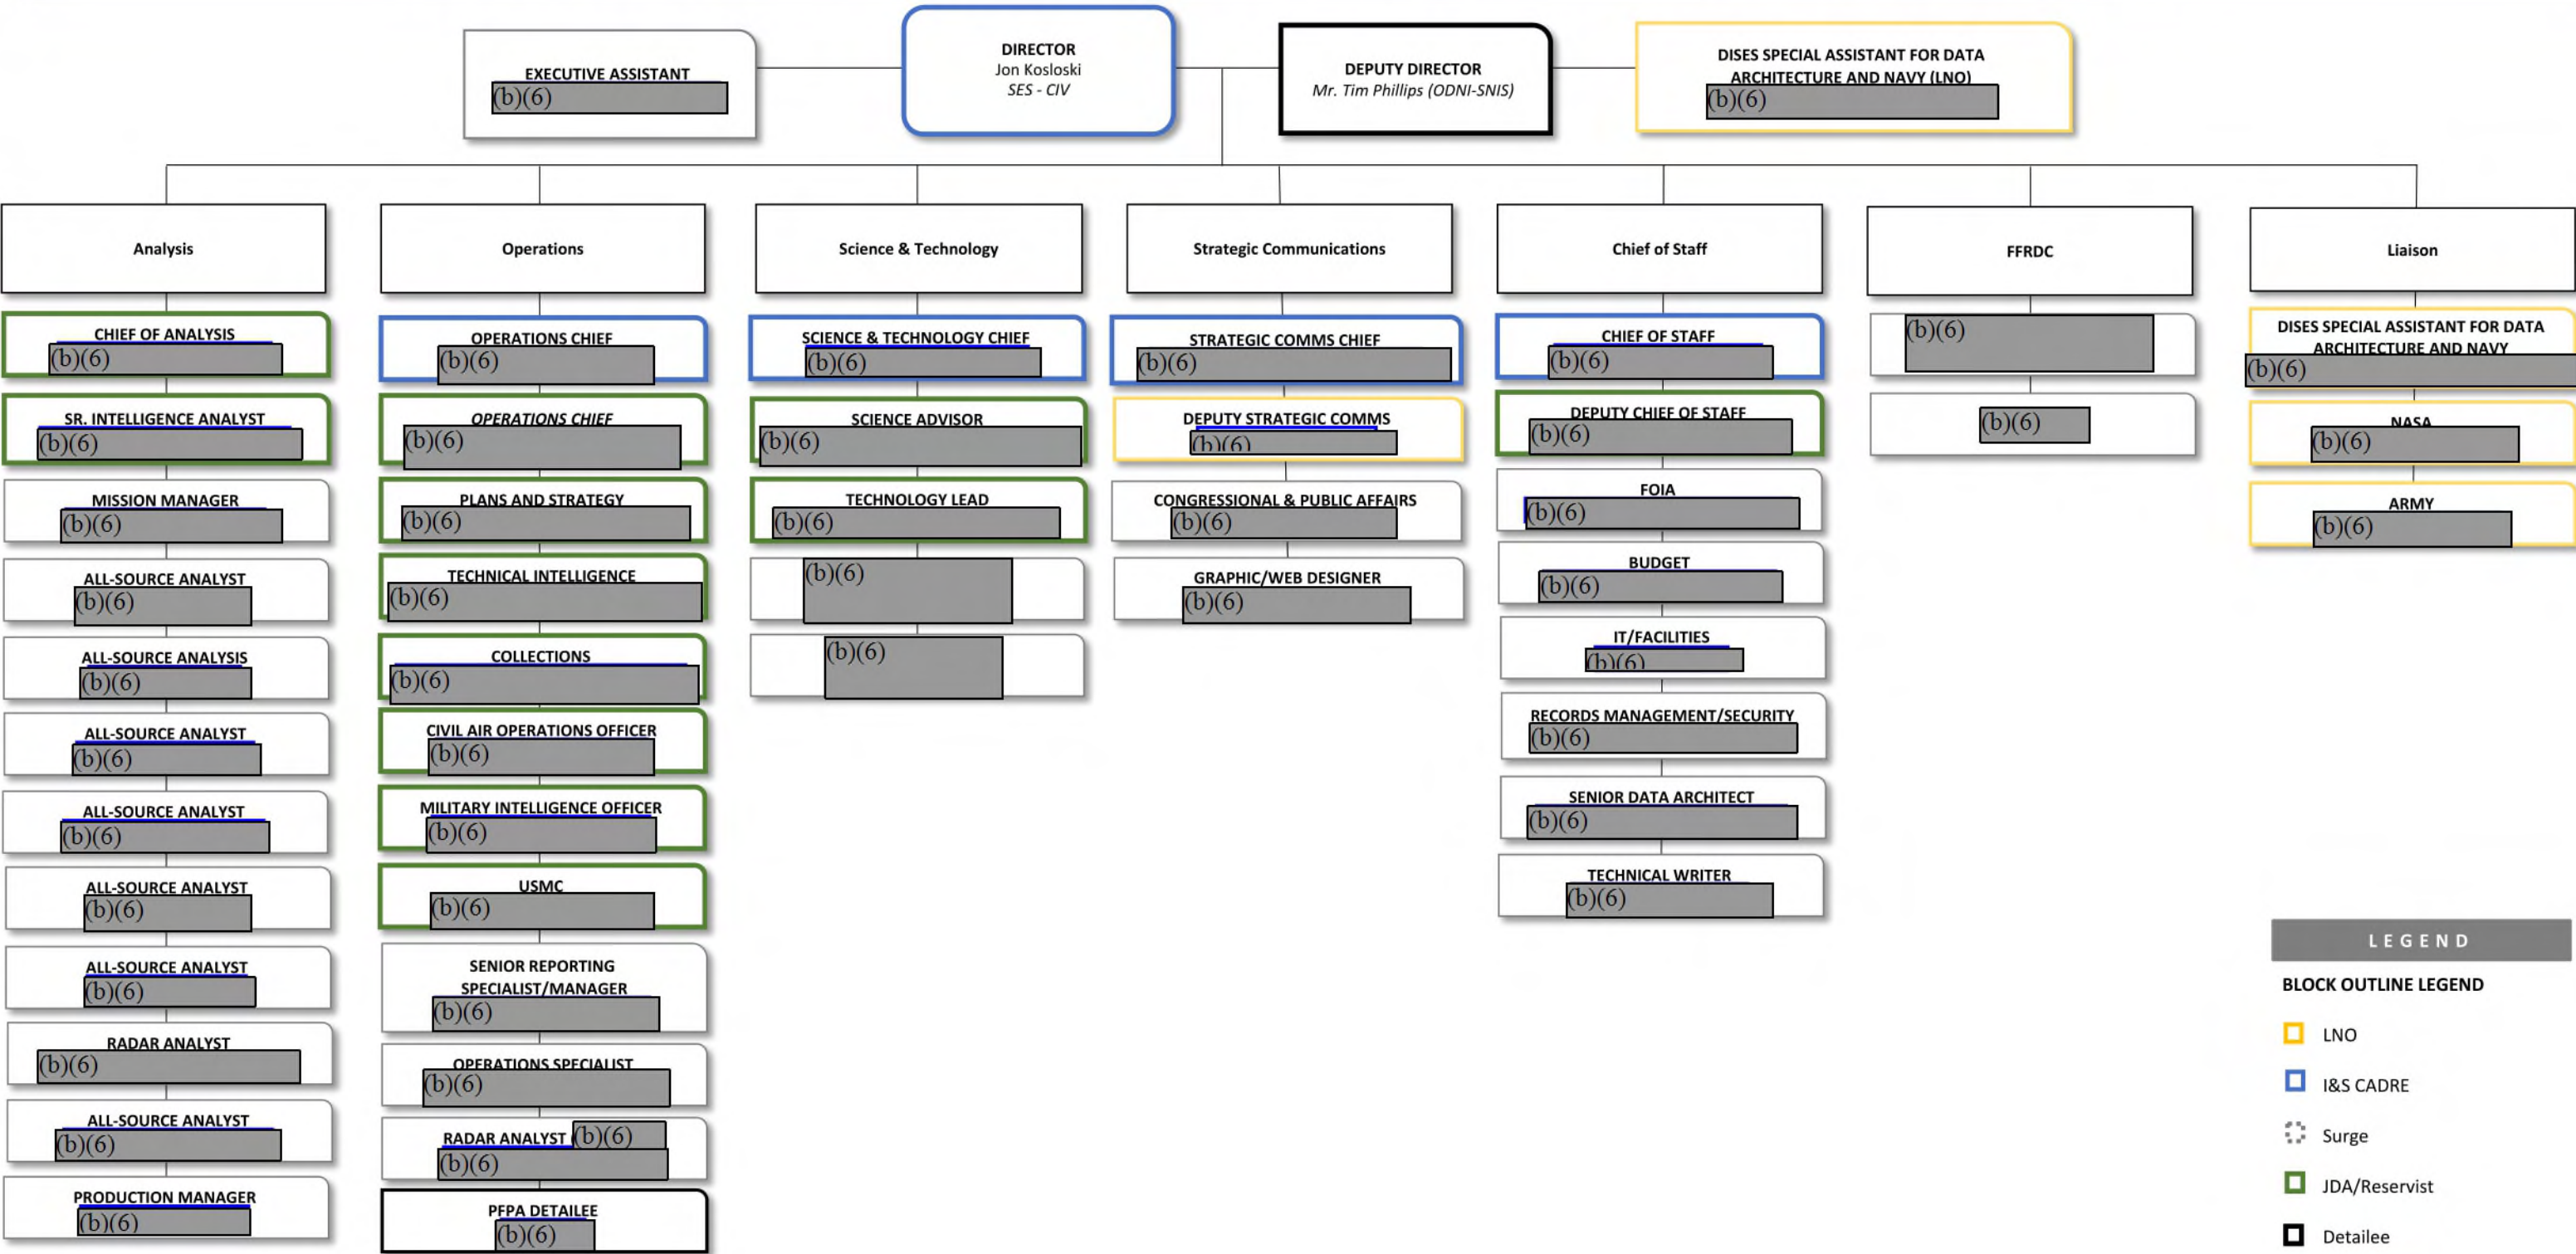 EXECUTIVE ASSISTANT
(b)(6)
DIRECTOR
Jon Kosloski
SES - CIV
DEPUTY DIRECTOR
Mr. Tim Phillips (ODNI-SNIS)
DISES SPECIAL ASSISTANT FOR DATA
ARCHITECTURE AND NAVY (LNO)
(b)(6)
Analysis
CHIEF OF ANALYSIS
(b)(6)
SR. INTELLIGENCE ANALYST
(b)(6)
MISSION MANAGER
(b)(6)
ALL-SOURCE ANALYST
(b)(6)
ALL-SOURCE ANALYSIS
(b)(6)
ALL-SOURCE ANALYST
(b)(6)
ALL-SOURCE ANALYST
(b)(6)
ALL-SOURCE ANALYST
(b)(6)
ALL-SOURCE ANALYST
(b)(6)
RADAR ANALYST
(b)(6)
ALL-SOURCE ANALYST
(b)(6)
PRODUCTION MANAGER
(b)(6)
Operations
OPERATIONS CHIEF
(b)(6)
OPERATIONS CHIEF
(b)(6)
PLANS AND STRATEGY
(b)(6)
TECHNICAL INTELLIGENCE
(b)(6)
COLLECTIONS
(b)(6)
CIVIL AIR OPERATIONS OFFICER
(b)(6)
MILITARY INTELLIGENCE OFFICER
(b)(6)
USMC
(b)(6)
SENIOR REPORTING
SPECIALIST/MANAGER
(b)(6)
OPERATIONS SPECIALIST
(b)(6)
RADAR ANALYST (b)(6)
(b)(6)
PFPA DETAILEE
(b)(6)
Science & Technology
SCIENCE & TECHNOLOGY CHIEF
(b)(6)
SCIENCE ADVISOR
(b)(6)
TECHNOLOGY LEAD
(b)(6)
(b)(6)
(b)(6)
Strategic Communications
STRATEGIC COMMS CHIEF
(b)(6)
DEPUTY STRATEGIC COMMS
(b)(6)
CONGRESSIONAL & PUBLIC AFFAIRS
(b)(6)
GRAPHIC/WEB DESIGNER
(b)(6)
Chief of Staff
CHIEF OF STAFF
(b)(6)
DEPUTY CHIEF OF STAFF
(b)(6)
FOIA
(b)(6)
BUDGET
(b)(6)
IT/FACILITIES
(b)(6)
RECORDS MANAGEMENT/SECURITY
(b)(6)
SENIOR DATA ARCHITECT
(b)(6)
TECHNICAL WRITER
(b)(6)
FFRDC
(b)(6)
(b)(6)
Liaison
DISES SPECIAL ASSISTANT FOR DATA
ARCHITECTURE AND NAVY
(b)(6)
NASA
(b)(6)
ARMY
(b)(6)
LEGEND
BLOCK OUTLINE LEGEND
LNO
I&S CADRE
Surge
JDA/Reservist
Detailee